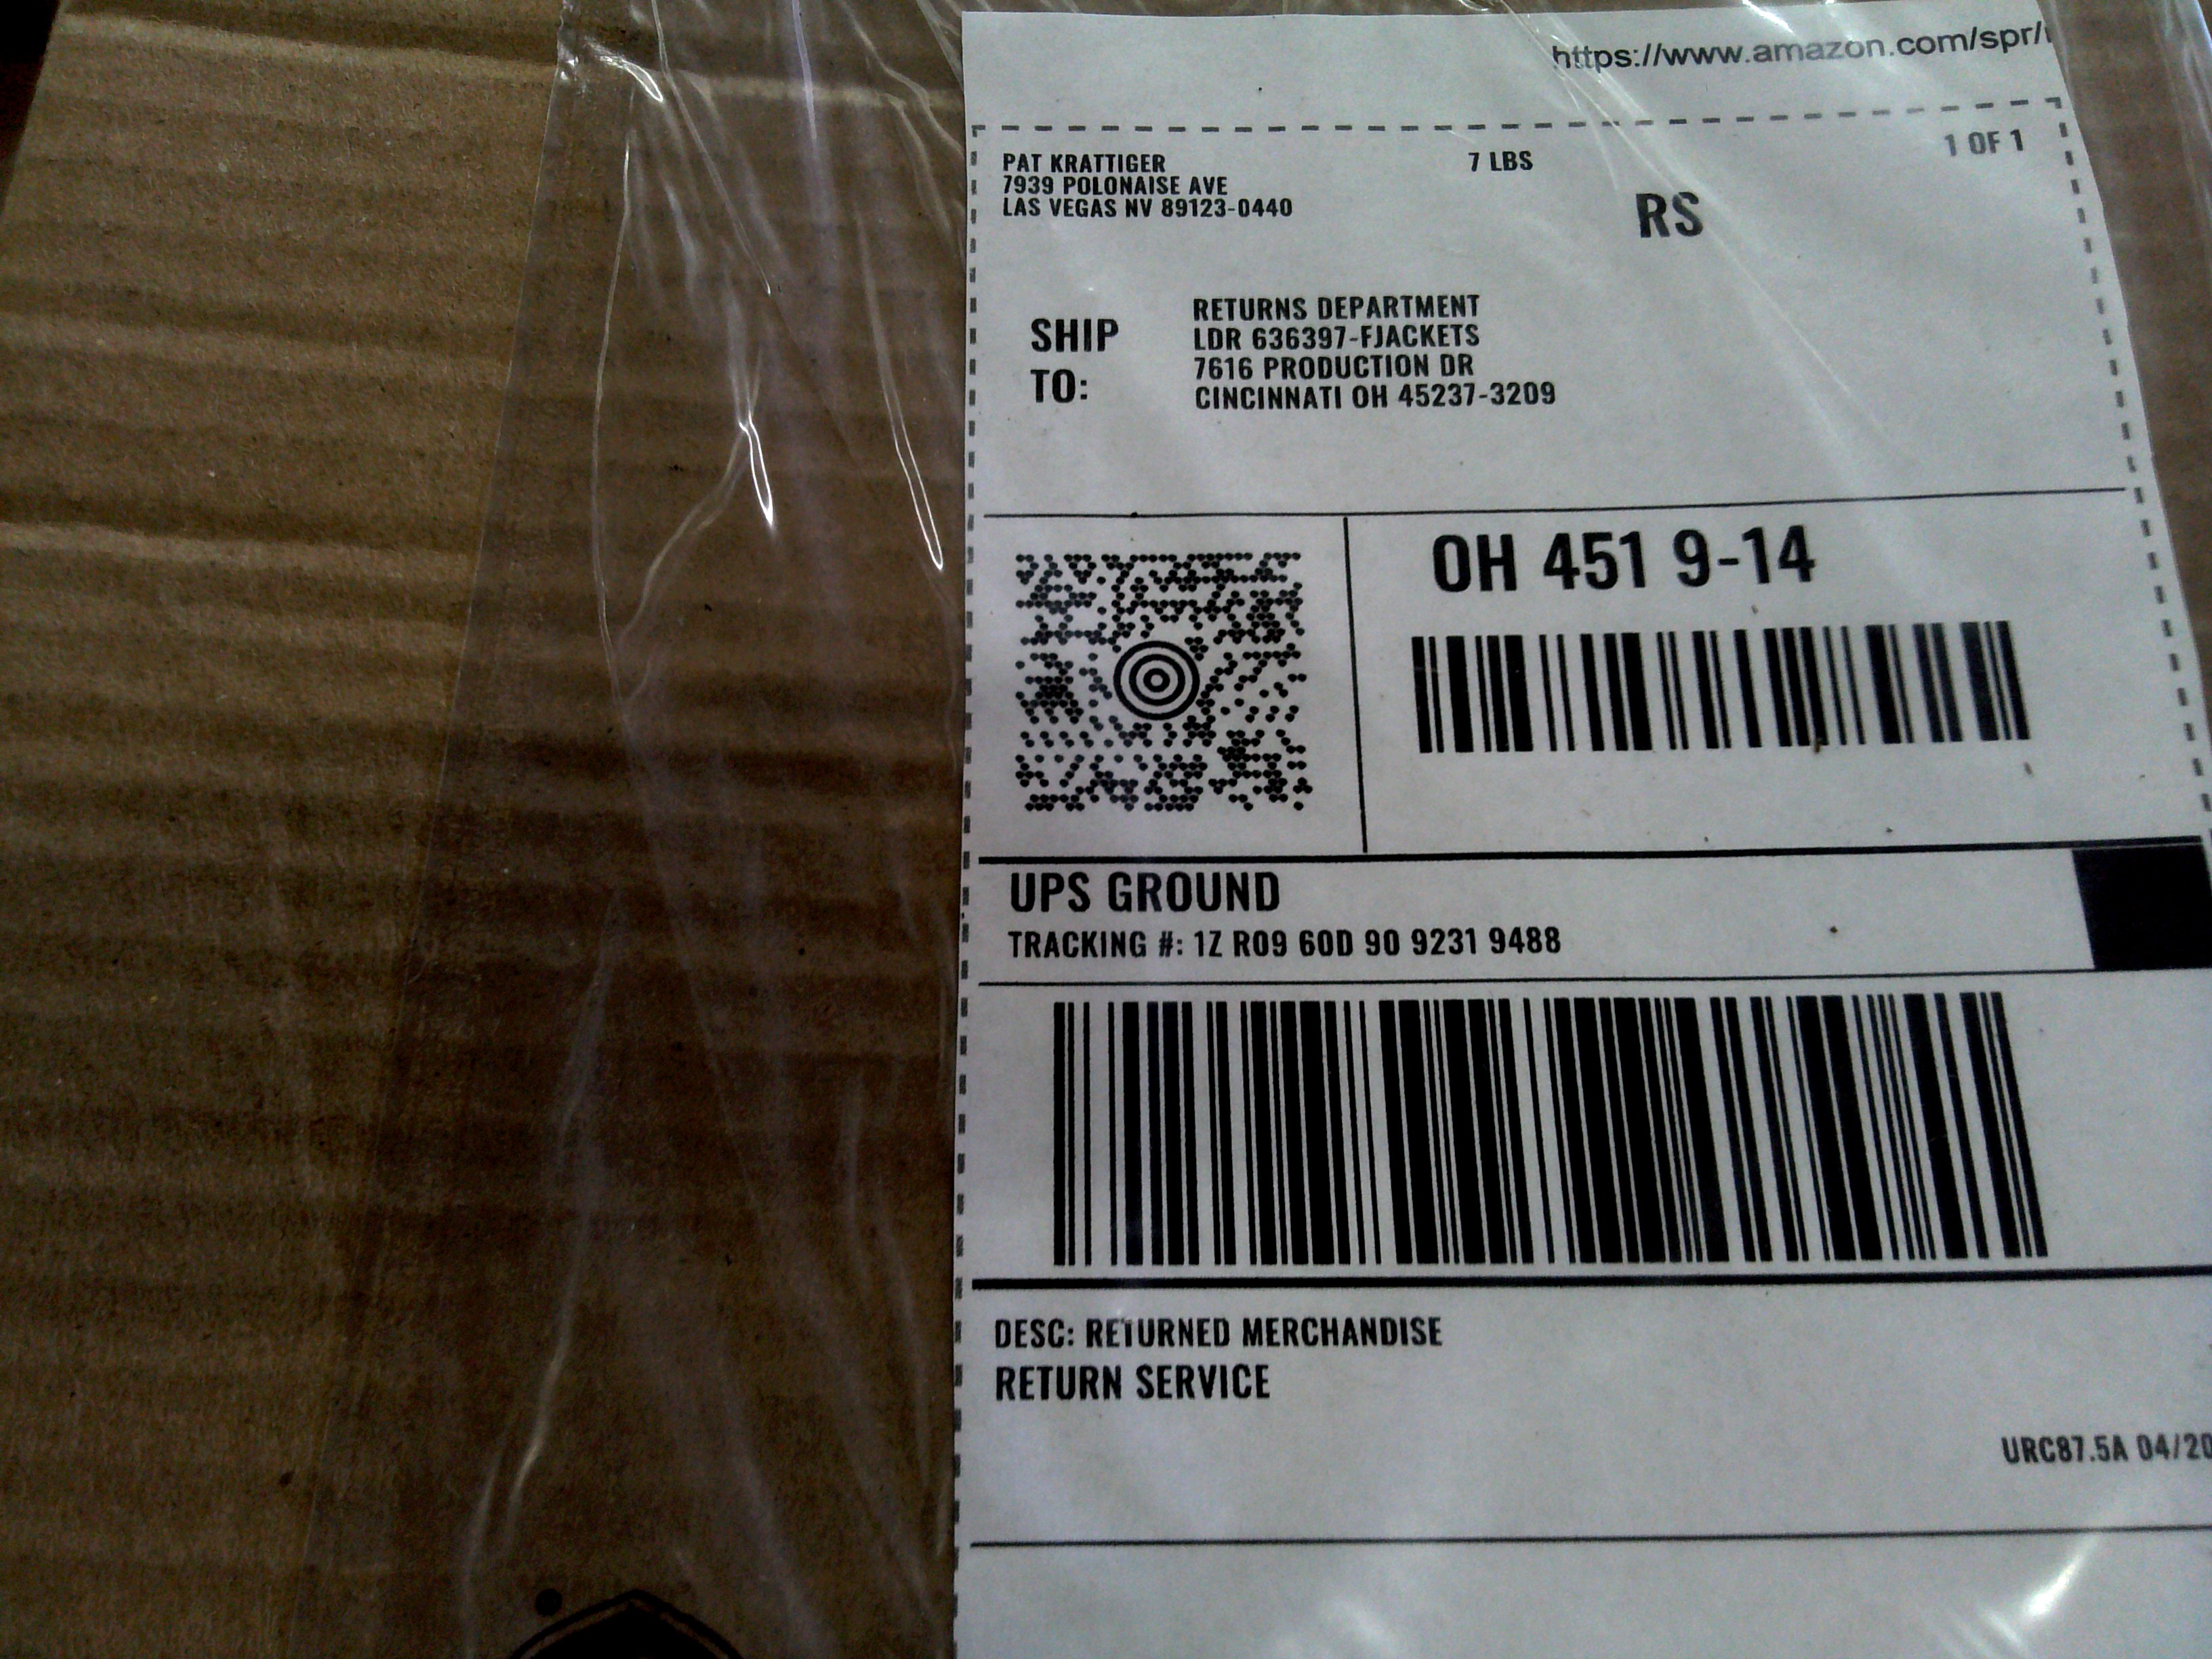 https://www.amazon.com/spr/
PAT KRATTIGER
7939 POLONAISE AVE
LAS VEGAS NV 89123-0440
7 LBS
1 OF 1
RS
SHIP
TO:
RETURNS DEPARTMENT
LDR 636397-FJACKETS
7616 PRODUCTION DR
CINCINNATI OH 45237-3209
OH 451 9-14
UPS GROUND
TRACKING #: 1Z R09 60D 90 9231 9488
DESC: RETURNED MERCHANDISE
RETURN SERVICE
URC87.5A 04/20